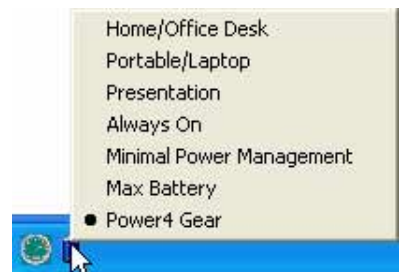 Home/Office Desk
Portable/Laptop
Presentation
Always On
Minimal Power Management
Max Battery
Power4 Gear